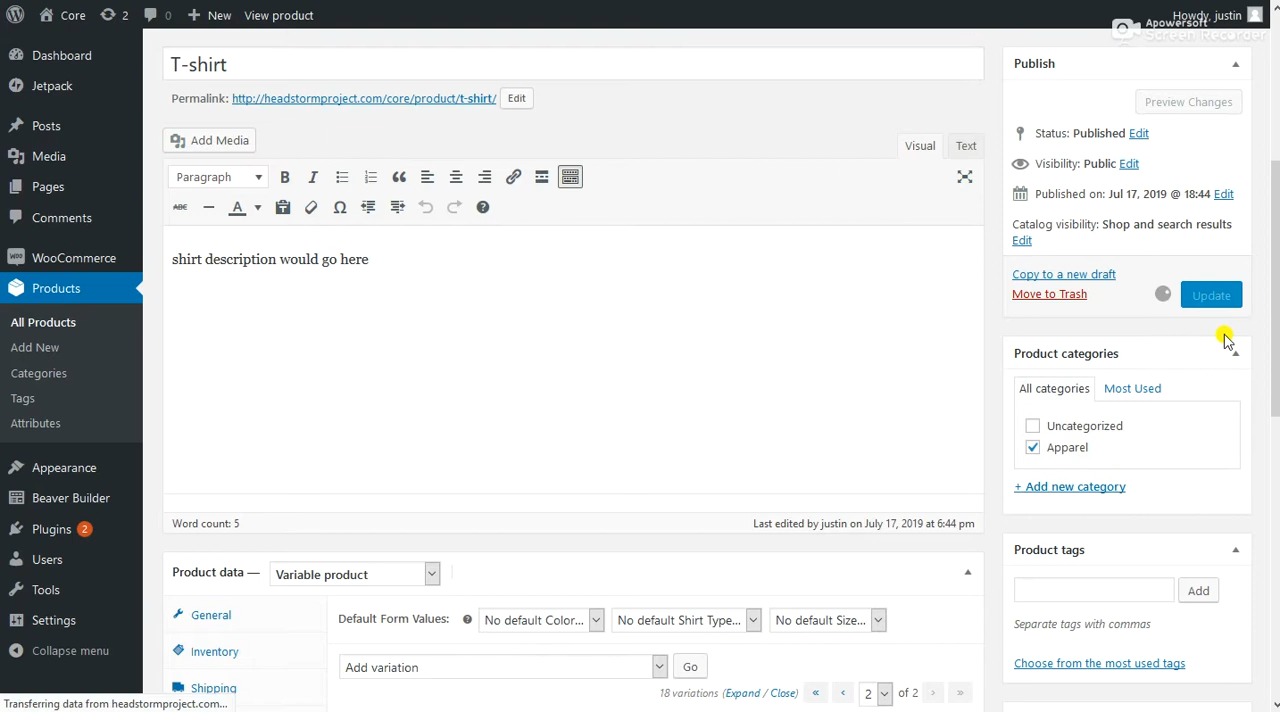 Core 2 0 New View product Howdy, justin
Apowersoft
Screen Recorder
Dashboard
Jetpack
Posts
Media
Pages
Comments
WooCommerce
Products
All Products
Add New
Categories
Tags
Attributes
Appearance
Beaver Builder
Plugins 2
Users
Tools
Settings
Collapse menu
T-shirt
Permalink: http://headstormproject.com/core/product/t-shirt/ Edit
Add Media
Visual Text
Paragraph
shirt description would go here
Word count: 5 Last edited by justin on July 17, 2019 at 6:44 pm
Product data — Variable product
General
Inventory
Shipping
Default Form Values: No default Color... No default Shirt Type... No default Size...
Add variation Go
18 variations (Expand / Close) « ‹ 2 of 2 › »
Publish
Preview Changes
Status: Published Edit
Visibility: Public Edit
Published on: Jul 17, 2019 @ 18:44 Edit
Catalog visibility: Shop and search results
Edit
Copy to a new draft
Move to Trash Update
Product categories
All categories Most Used
Uncategorized
Apparel
+ Add new category
Product tags
Add
Separate tags with commas
Choose from the most used tags
Transferring data from headstormproject.com...